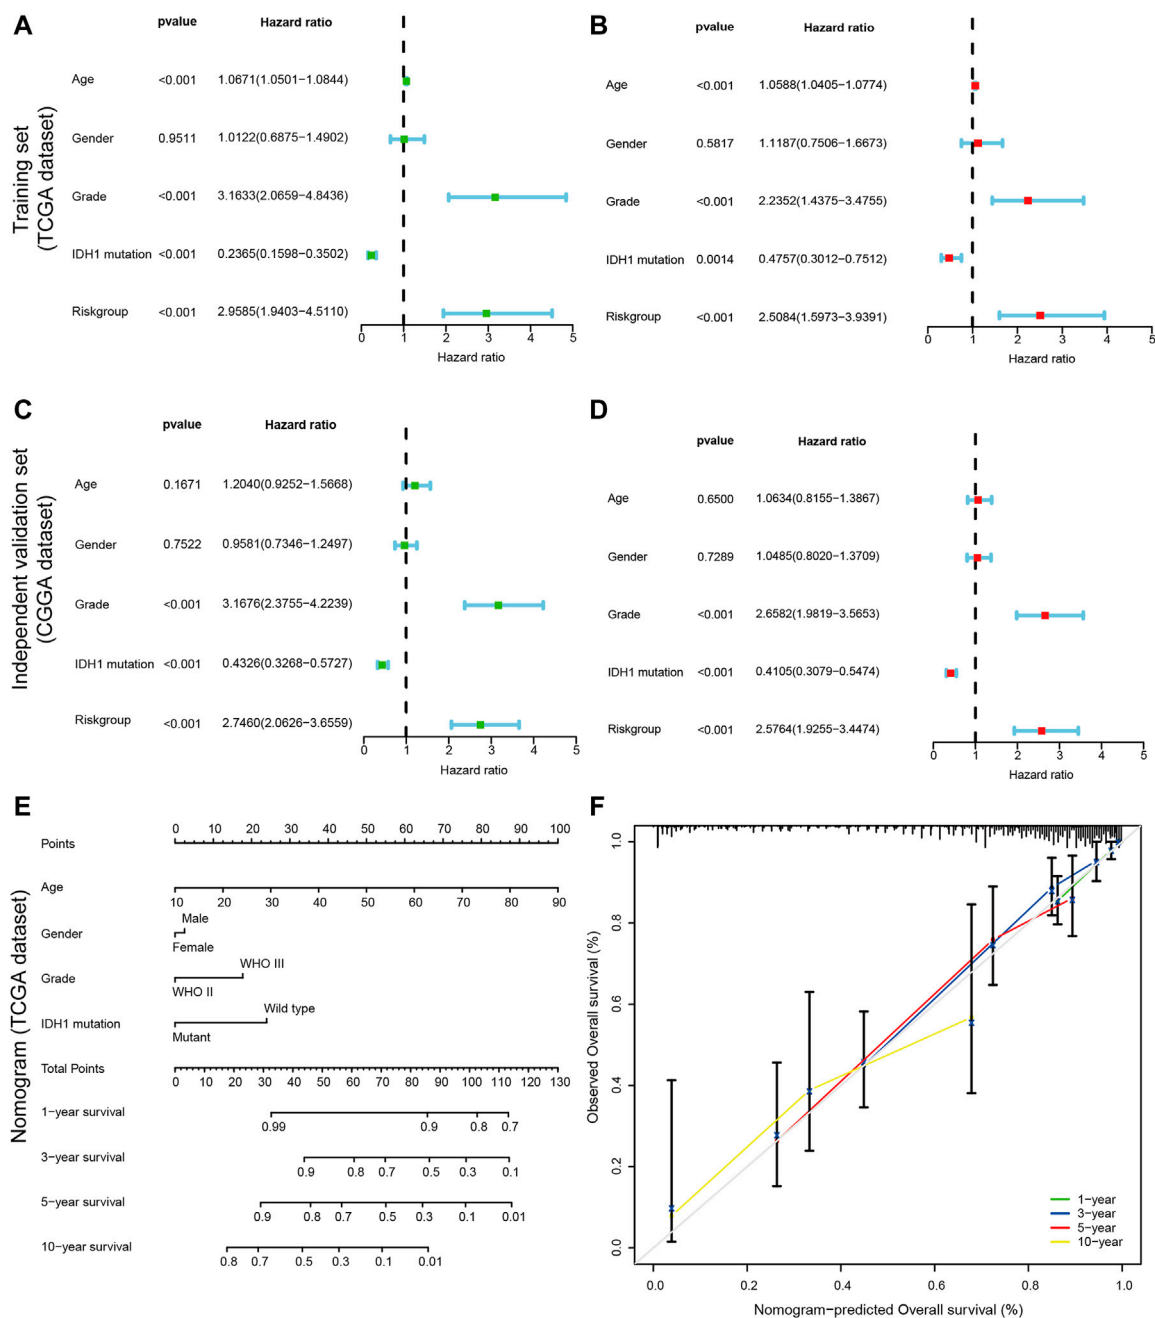 A
pvalue
Hazard ratio
Training set
(TCGA dataset)
Age <0.001 1.0671(1.0501−1.0844)
Gender 0.9511 1.0122(0.6875−1.4902)
Grade <0.001 3.1633(2.0659−4.8436)
IDH1 mutation <0.001 0.2365(0.1598−0.3502)
Riskgroup <0.001 2.9585(1.9403−4.5110)
0 1 2 3 4 5
Hazard ratio
B
pvalue
Hazard ratio
Age <0.001 1.0588(1.0405−1.0774)
Gender 0.5817 1.1187(0.7506−1.6673)
Grade <0.001 2.2352(1.4375−3.4755)
IDH1 mutation 0.0014 0.4757(0.3012−0.7512)
Riskgroup <0.001 2.5084(1.5973−3.9391)
0 1 2 3 4 5
Hazard ratio
C
pvalue
Hazard ratio
Independent validation set
(CGGA dataset)
Age 0.1671 1.2040(0.9252−1.5668)
Gender 0.7522 0.9581(0.7346−1.2497)
Grade <0.001 3.1676(2.3755−4.2239)
IDH1 mutation <0.001 0.4326(0.3268−0.5727)
Riskgroup <0.001 2.7460(2.0626−3.6559)
0 1 2 3 4 5
Hazard ratio
D
pvalue
Hazard ratio
Age 0.6500 1.0634(0.8155−1.3867)
Gender 0.7289 1.0485(0.8020−1.3709)
Grade <0.001 2.6582(1.9819−3.5653)
IDH1 mutation <0.001 0.4105(0.3079−0.5474)
Riskgroup <0.001 2.5764(1.9255−3.4474)
0 1 2 3 4 5
Hazard ratio
E
Nomogram (TCGA dataset)
0 10 20 30 40 50 60 70 80 90 100
Points
Age
10 20 30 40 50 60 70 80 90
Male
Gender
Female
WHO III
Grade
WHO II
Wild type
IDH1 mutation
Mutant
Total Points
0 10 20 30 40 50 60 70 80 90 100 110 120 130
1−year survival
0.99 0.9 0.8 0.7
3−year survival
0.9 0.8 0.7 0.5 0.3 0.1
5−year survival
0.9 0.8 0.7 0.5 0.3 0.1 0.01
10−year survival
0.8 0.7 0.5 0.3 0.1 0.01
F
Observed Overall survival (%)
1.0
0.8
0.6
0.4
0.2
0.0
1−year
3−year
5−year
10−year
0.0 0.2 0.4 0.6 0.8 1.0
Nomogram−predicted Overall survival (%)